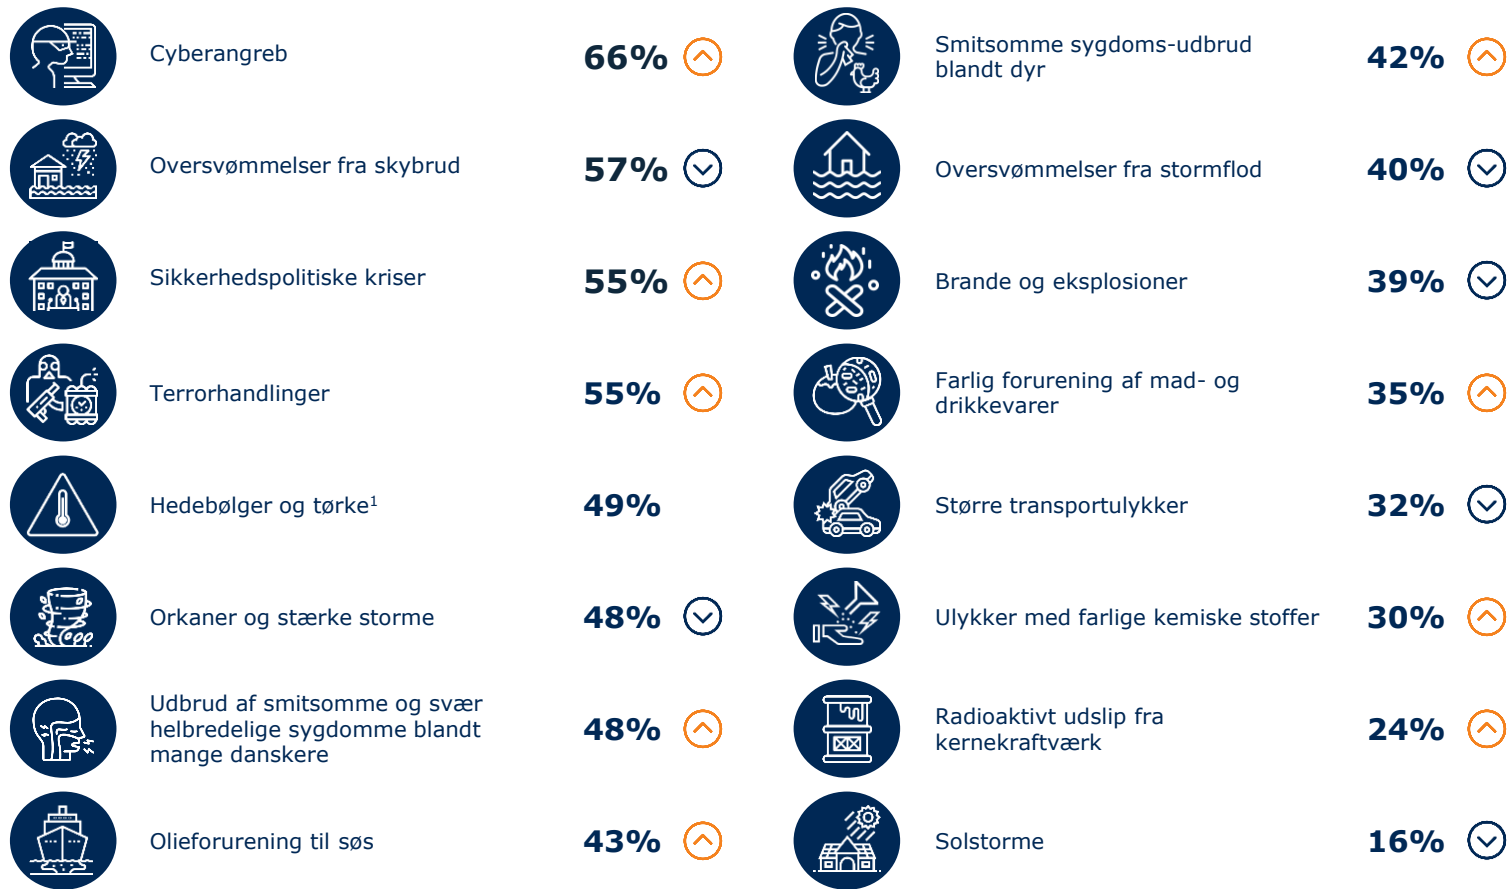 Cyberangreb
66%
Oversvømmelser fra skybrud
57%
Sikkerhedspolitiske kriser
55%
Terrorhandlinger
55%
Hedebølger og tørke¹
49%
Orkaner og stærke storme
48%
Udbrud af smitsomme og svær
helbredelige sygdomme blandt
mange danskere
48%
Olieforurening til søs
43%
Smitsomme sygdoms-udbrud
blandt dyr
42%
Oversvømmelser fra stormflod
40%
Brande og eksplosioner
39%
Farlig forurening af mad- og
drikkevarer
35%
Større transportulykker
32%
Ulykker med farlige kemiske stoffer
30%
Radioaktivt udslip fra
kernekraftværk
24%
Solstorme
16%